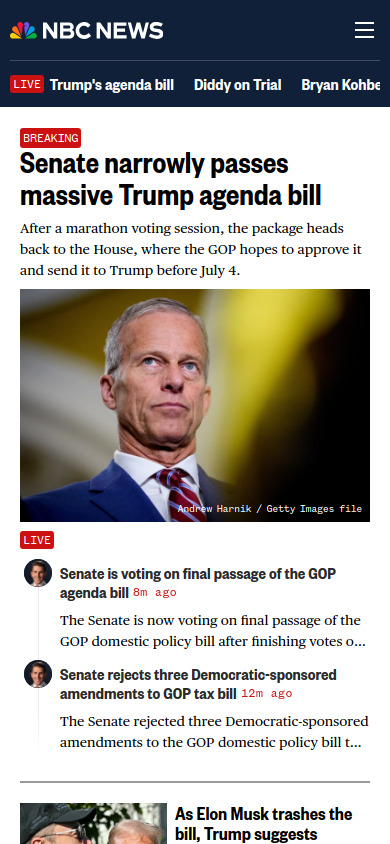 NBC NEWS
LIVE Trump's agenda bill Diddy on Trial Bryan Kohbe
BREAKING
Senate narrowly passes
massive Trump agenda bill
After a marathon voting session, the package heads
back to the House, where the GOP hopes to approve it
and send it to Trump before July 4.
Andrew Harnik / Getty Images file
LIVE
Senate is voting on final passage of the GOP
agenda bill 8m ago
The Senate is now voting on final passage of the
GOP domestic policy bill after finishing votes o...
Senate rejects three Democratic-sponsored
amendments to GOP tax bill 12m ago
The Senate rejected three Democratic-sponsored
amendments to the GOP domestic policy bill t...
As Elon Musk trashes the
bill, Trump suggests